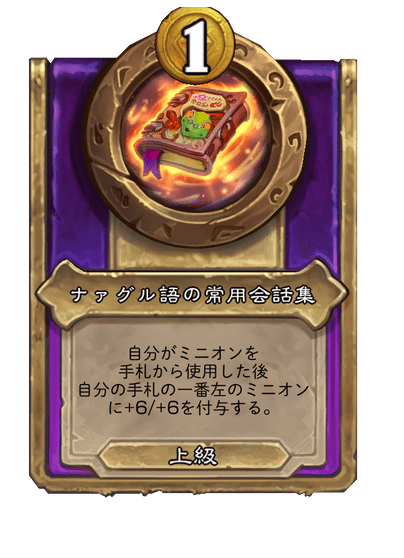 1
ナァグル語の常用会話集
自分がミニオンを
手札から使用した後
自分の手札の一番左のミニオン
に+6/+6を付与する。
上級